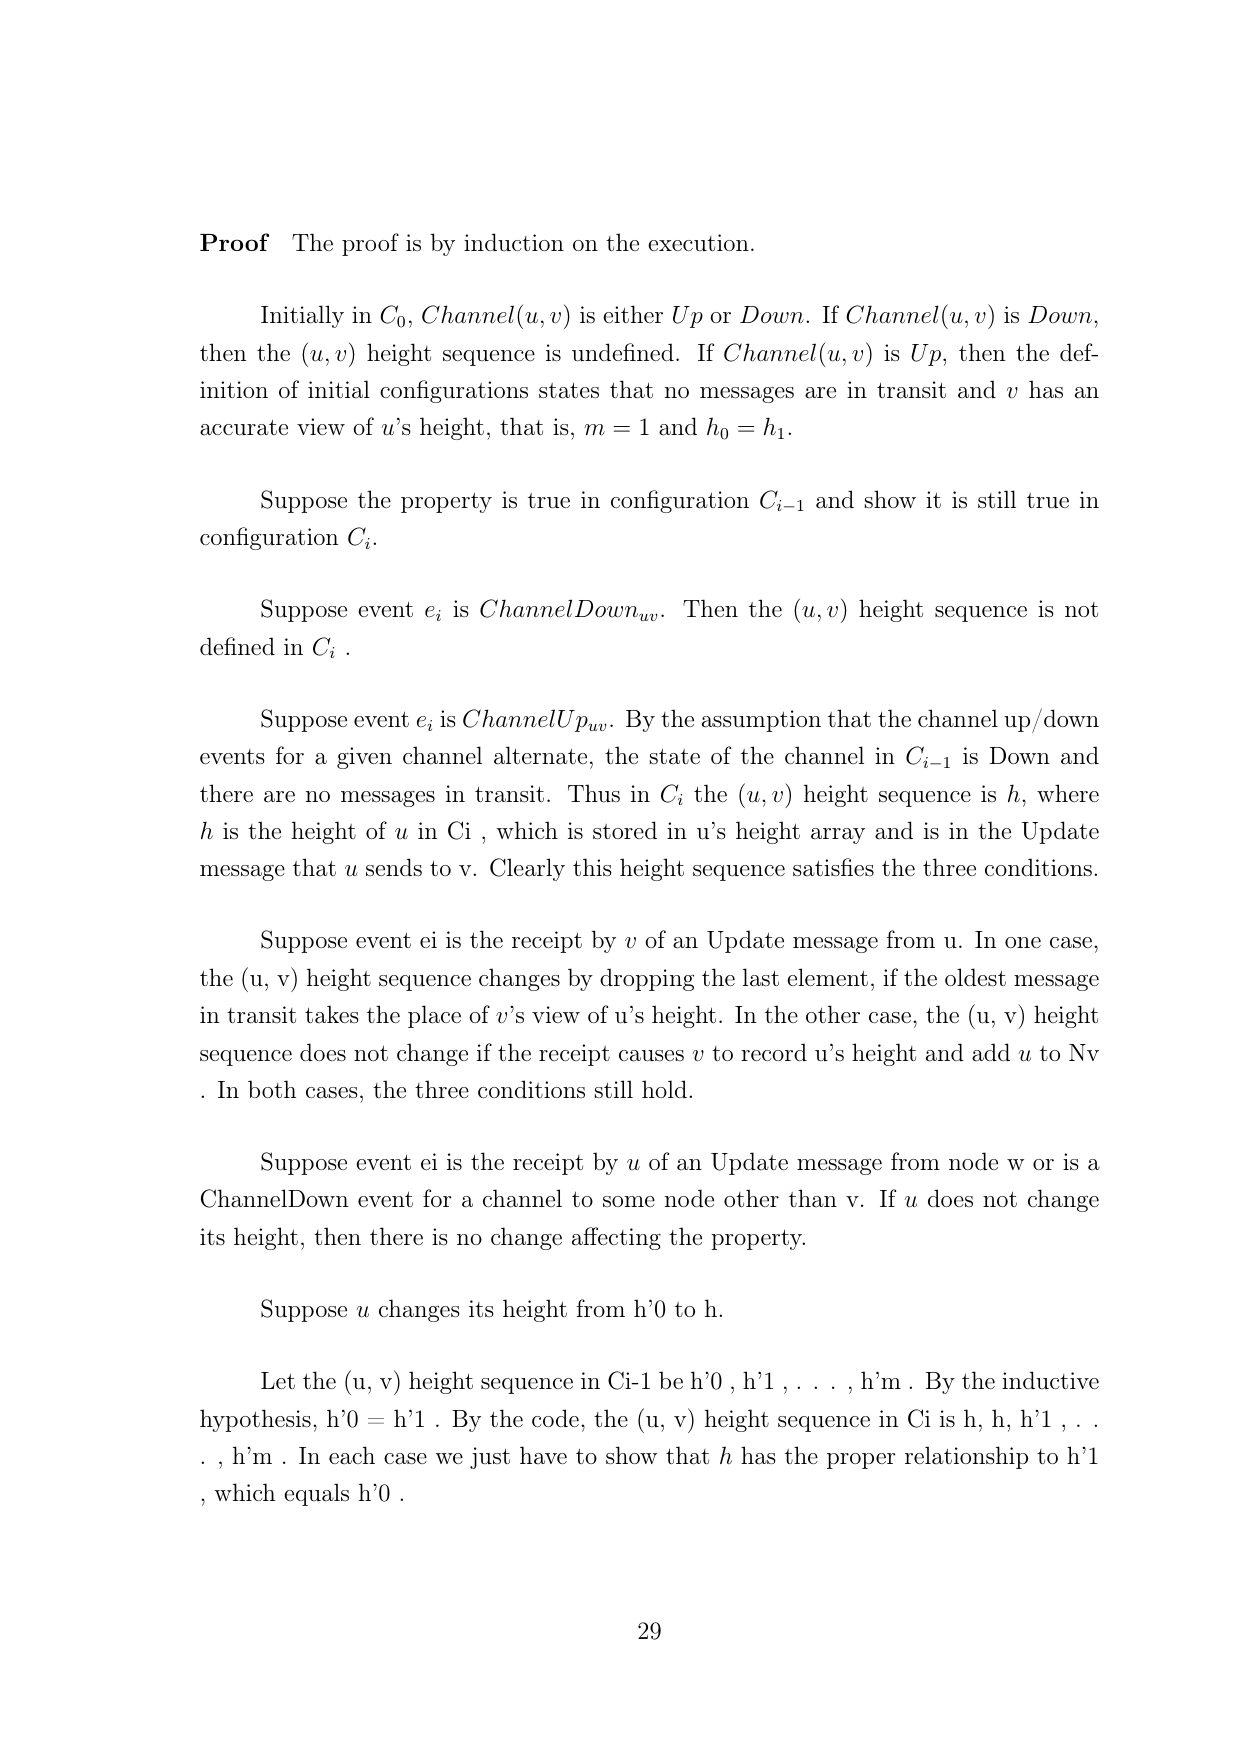 Proof The proof is by induction on the execution.
Initially in C₀, Channel(u, v) is either Up or Down. If Channel(u, v) is Down,
then the (u, v) height sequence is undefined. If Channel(u, v) is Up, then the def-
inition of initial configurations states that no messages are in transit and v has an
accurate view of u's height, that is, m = 1 and h₀ = h₁.
Suppose the property is true in configuration Cᵢ₋₁ and show it is still true in
configuration Cᵢ.
Suppose event eᵢ is ChannelDownᵤᵥ. Then the (u, v) height sequence is not
defined in Cᵢ .
Suppose event eᵢ is ChannelUpᵤᵥ. By the assumption that the channel up/down
events for a given channel alternate, the state of the channel in Cᵢ₋₁ is Down and
there are no messages in transit. Thus in Cᵢ the (u, v) height sequence is h, where
h is the height of u in Ci , which is stored in u's height array and is in the Update
message that u sends to v. Clearly this height sequence satisfies the three conditions.
Suppose event ei is the receipt by v of an Update message from u. In one case,
the (u, v) height sequence changes by dropping the last element, if the oldest message
in transit takes the place of v's view of u's height. In the other case, the (u, v) height
sequence does not change if the receipt causes v to record u's height and add u to Nv
. In both cases, the three conditions still hold.
Suppose event ei is the receipt by u of an Update message from node w or is a
ChannelDown event for a channel to some node other than v. If u does not change
its height, then there is no change affecting the property.
Suppose u changes its height from h'0 to h.
Let the (u, v) height sequence in Ci-1 be h'0 , h'1 , . . . , h'm . By the inductive
hypothesis, h'0 = h'1 . By the code, the (u, v) height sequence in Ci is h, h, h'1 , . .
. , h'm . In each case we just have to show that h has the proper relationship to h'1
, which equals h'0 .
29